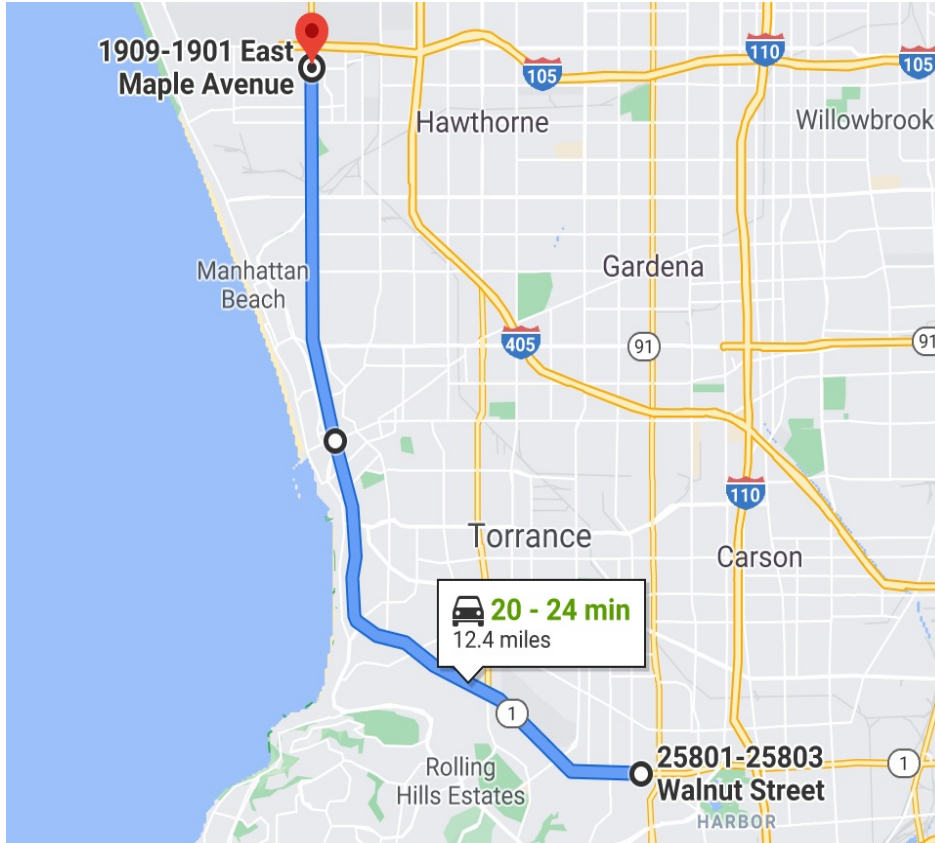 1909-1901 East
Maple Avenue
110
105
105
Hawthorne
Willowbrook
Manhattan
Beach
Gardena
405
91
91
110
Torrance
Carson
20 - 24 min
12.4 miles
1
25801-25803
Walnut Street
1
Rolling
Hills Estates
HARBOR